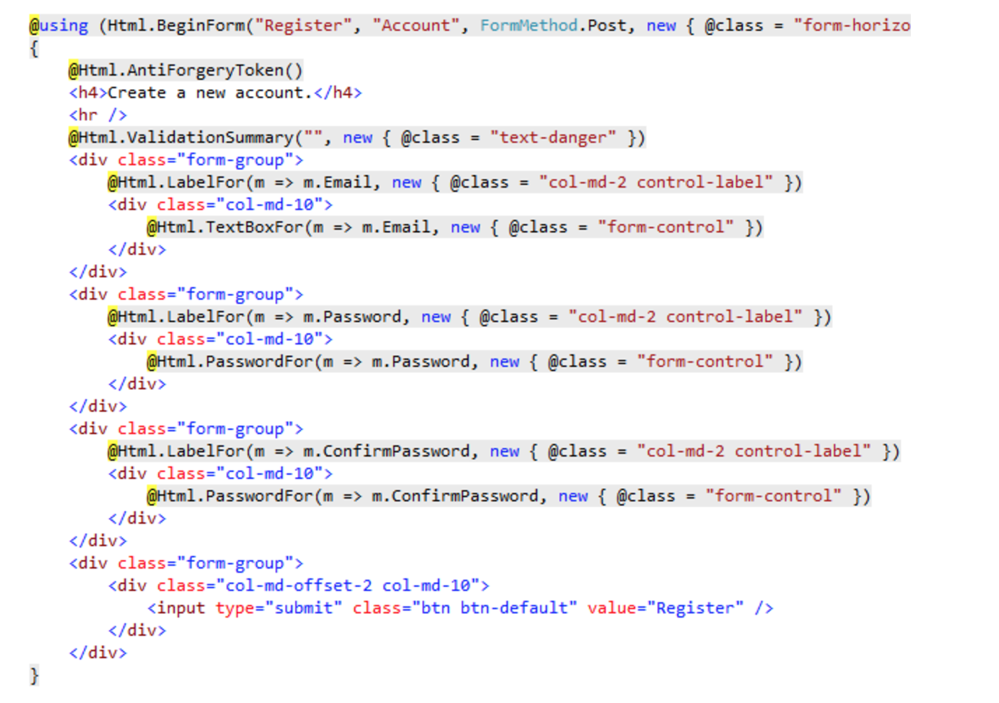 @using (Html.BeginForm("Register", "Account", FormMethod.Post, new { @class = "form-horizo
{
    @Html.AntiForgeryToken()
    <h4>Create a new account.</h4>
    <hr />
    @Html.ValidationSummary("", new { @class = "text-danger" })
    <div class="form-group">
        @Html.LabelFor(m => m.Email, new { @class = "col-md-2 control-label" })
        <div class="col-md-10">
            @Html.TextBoxFor(m => m.Email, new { @class = "form-control" })
        </div>
    </div>
    <div class="form-group">
        @Html.LabelFor(m => m.Password, new { @class = "col-md-2 control-label" })
        <div class="col-md-10">
            @Html.PasswordFor(m => m.Password, new { @class = "form-control" })
        </div>
    </div>
    <div class="form-group">
        @Html.LabelFor(m => m.ConfirmPassword, new { @class = "col-md-2 control-label" })
        <div class="col-md-10">
            @Html.PasswordFor(m => m.ConfirmPassword, new { @class = "form-control" })
        </div>
    </div>
    <div class="form-group">
        <div class="col-md-offset-2 col-md-10">
            <input type="submit" class="btn btn-default" value="Register" />
        </div>
    </div>
}